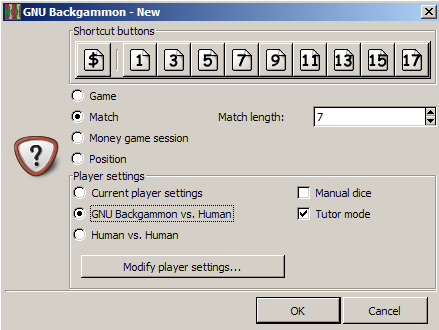 GNU Backgammon - New
Shortcut buttons
$ 1 3 5 7 9 11 13 15 17
Game
Match Match length: 7
Money game session
Position
?
Player settings
Current player settings Manual dice
GNU Backgammon vs. Human Tutor mode
Human vs. Human
Modify player settings...
OK Cancel